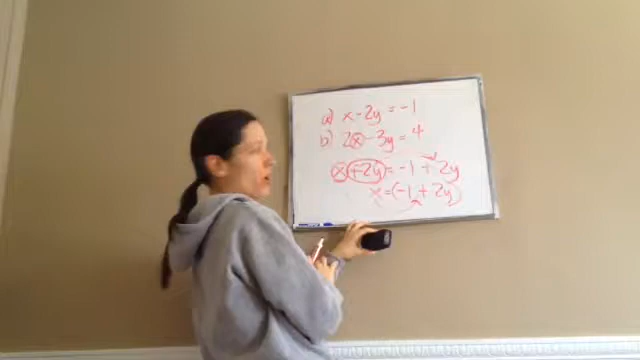 a) x - 2y = -1
b) 2x - 3y = 4
x + 2y = -1 + 2y
x = (-1 + 2y)